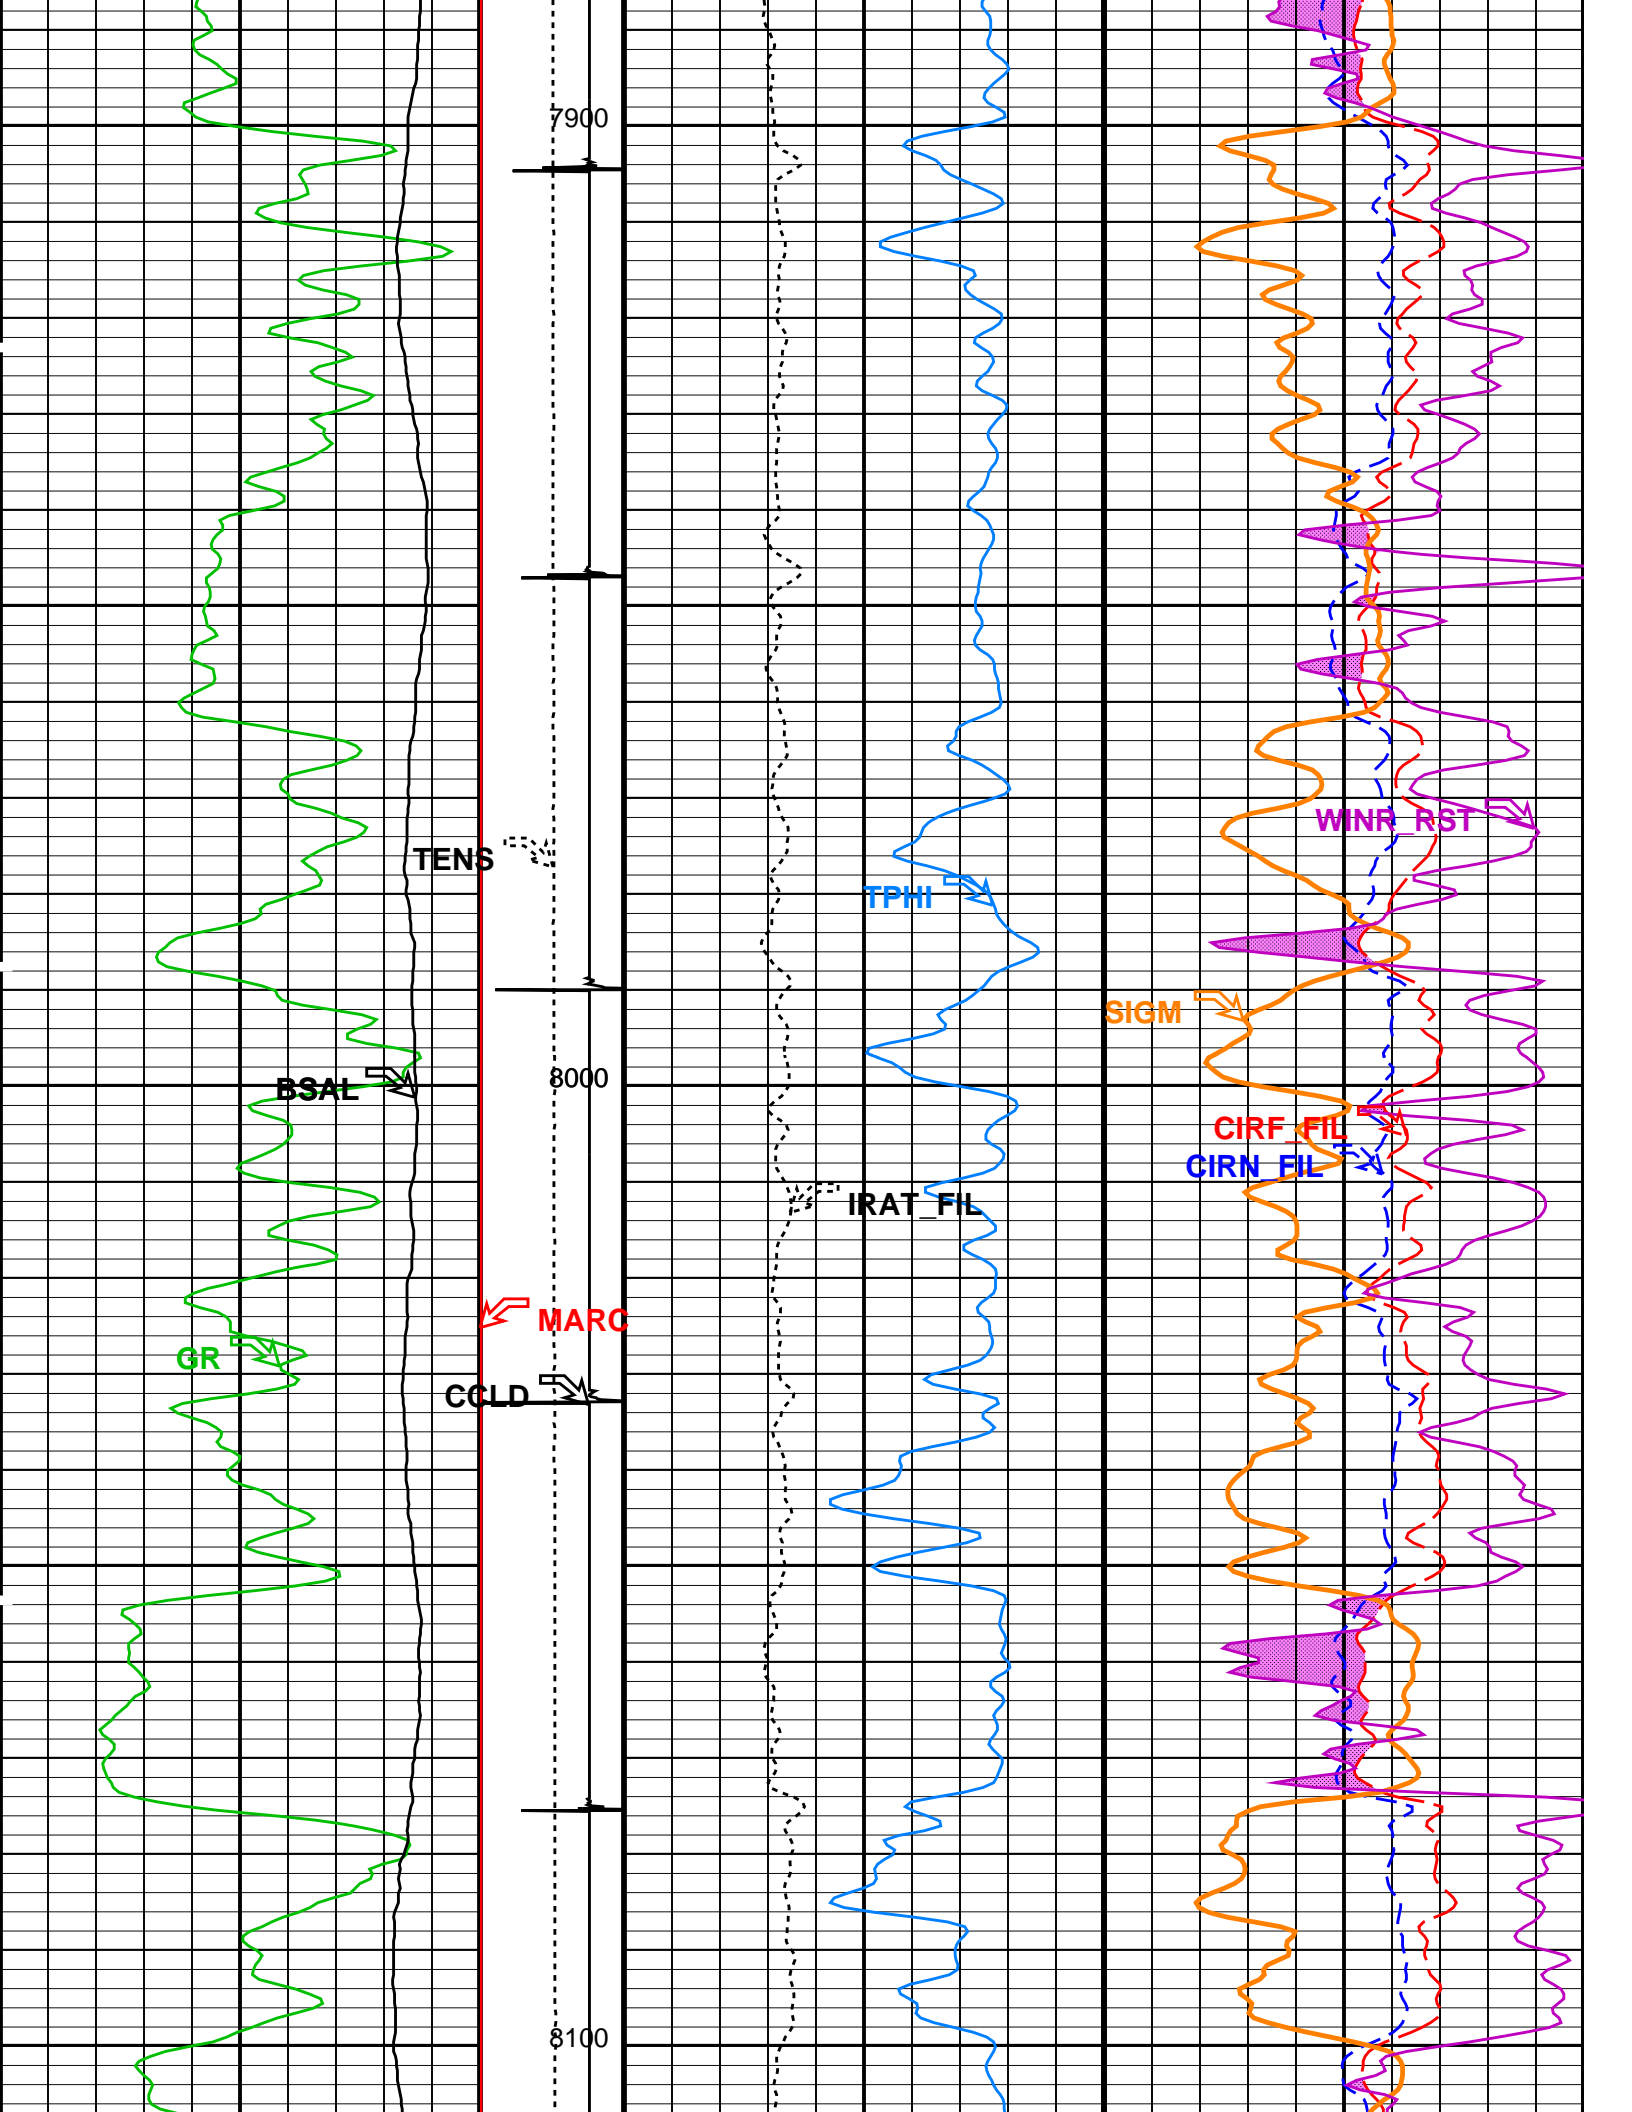 7900
WINR_RST
TENS
TPHI
SIGM
8000
BSAL
CIRF_FIL
CIRN_FIL
IRAT_FIL
MARC
GR
CCLD
8100